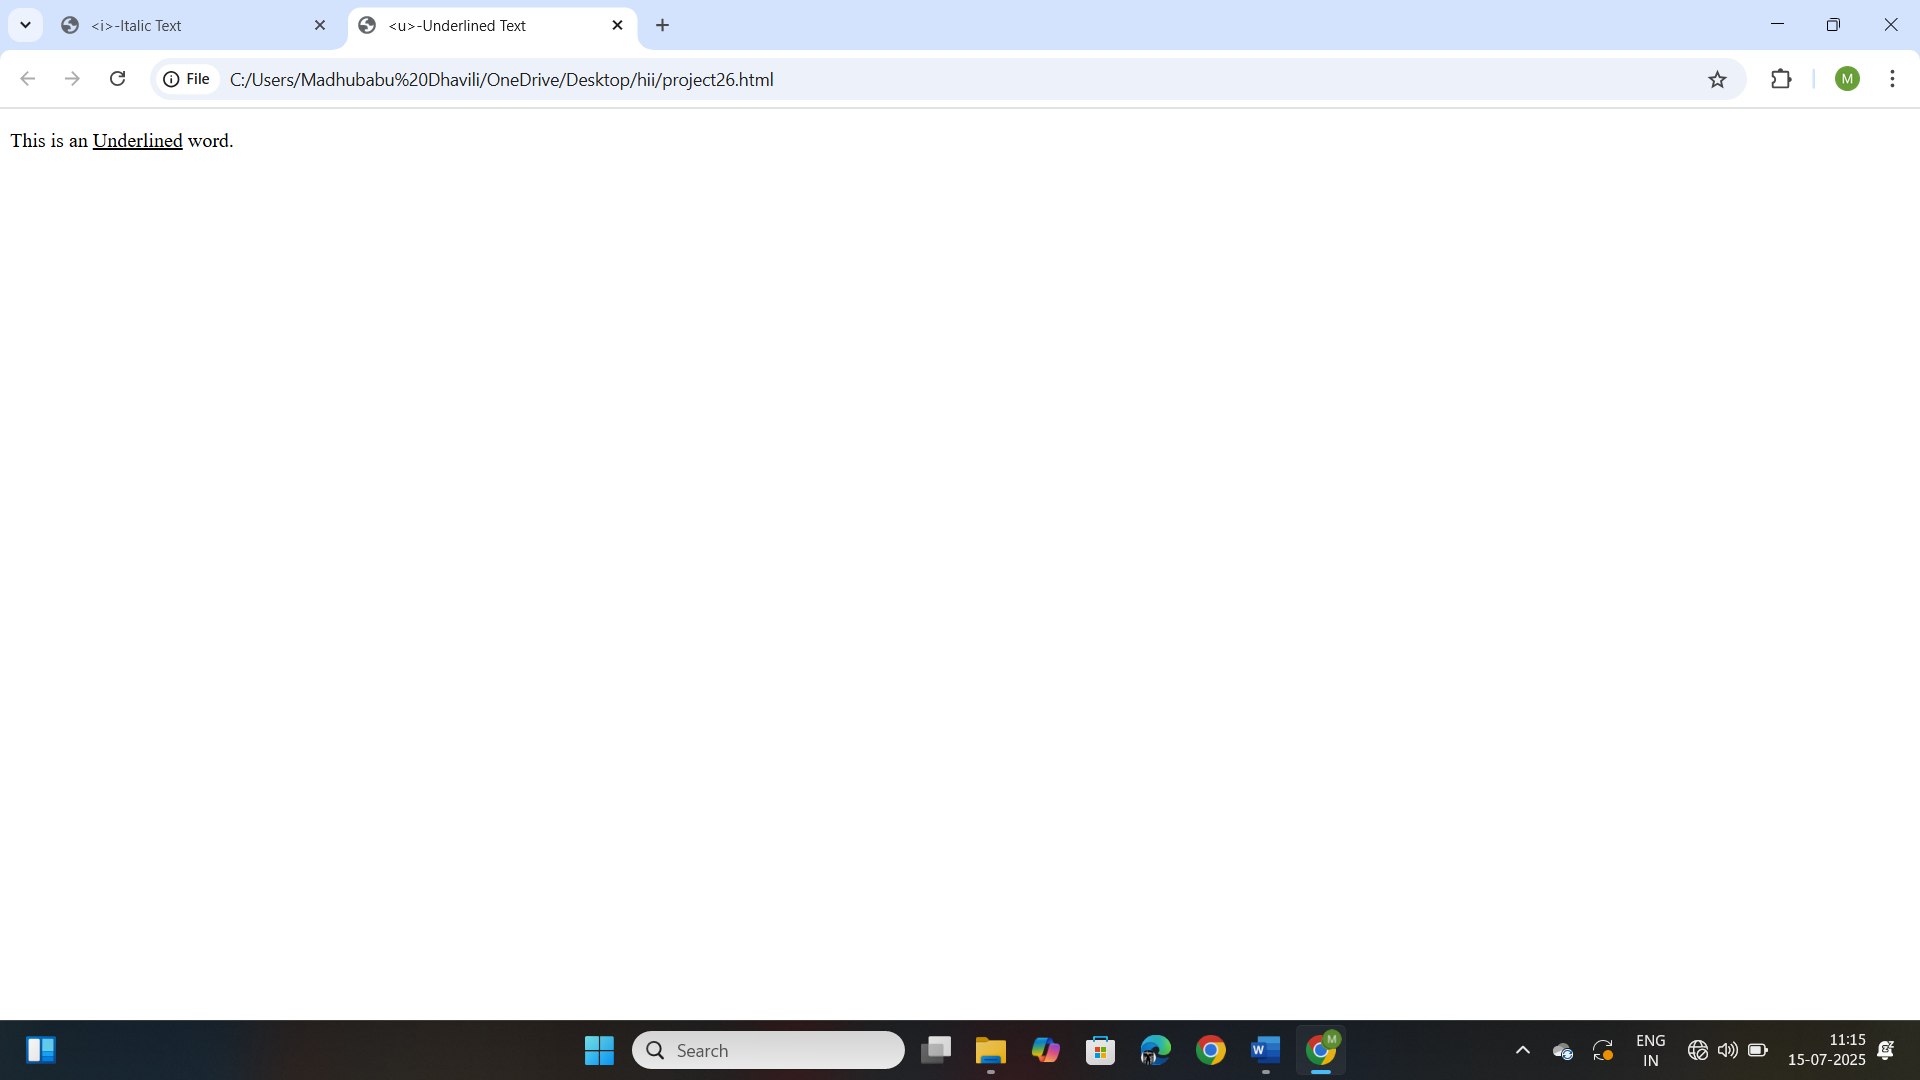 <i>-Italic Text
<u>-Underlined Text
File
C:/Users/Madhubabu%20Dhavili/OneDrive/Desktop/hii/project26.html
M
This is an Underlined word.
Search
W
M
ENG
IN
11:15
15-07-2025